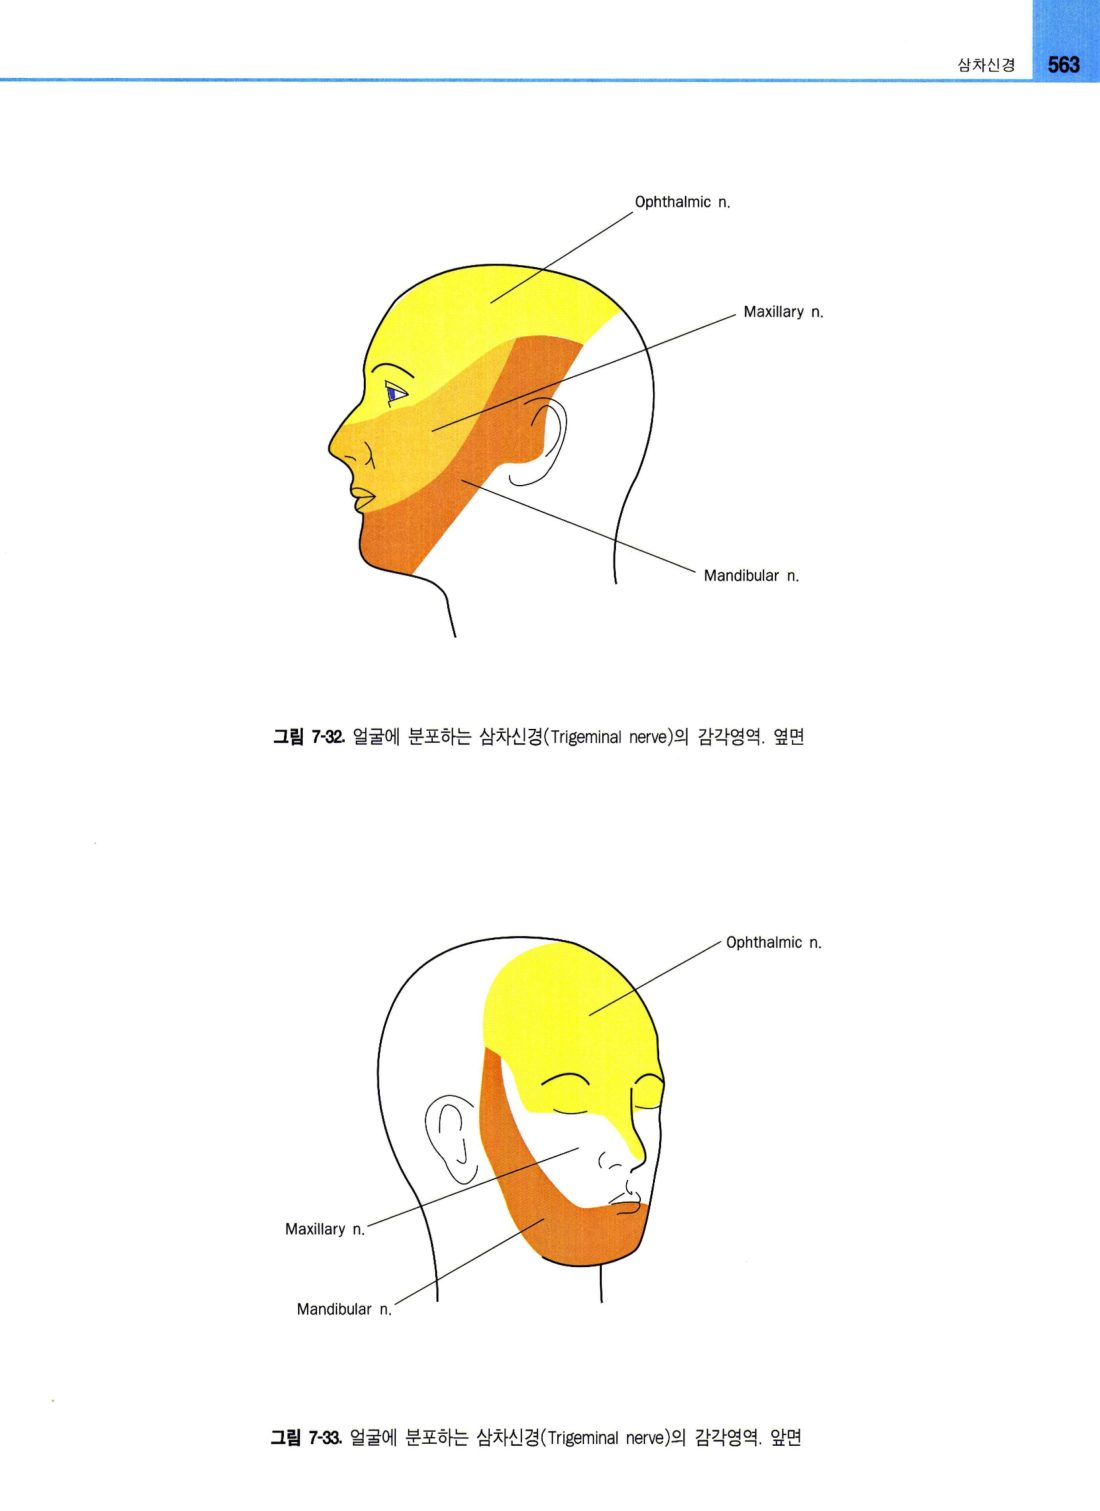 삼차신경 563
Ophthalmic n.
Maxillary n.
Mandibular n.
그림 7-32. 얼굴에 분포하는 삼차신경(Trigeminal nerve)의 감각영역. 옆면
Ophthalmic n.
Maxillary n.
Mandibular n.
그림 7-33. 얼굴에 분포하는 삼차신경(Trigeminal nerve)의 감각영역. 앞면